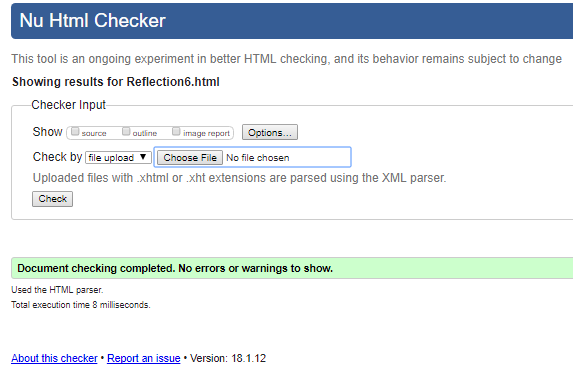 Nu Html Checker
This tool is an ongoing experiment in better HTML checking, and its behavior remains subject to change
Showing results for Reflection6.html
Checker Input
Show source outline image report Options...
Check by file upload ▼ Choose File No file chosen
Uploaded files with .xhtml or .xht extensions are parsed using the XML parser.
Check
Document checking completed. No errors or warnings to show.
Used the HTML parser.
Total execution time 8 milliseconds.
About this checker • Report an issue • Version: 18.1.12